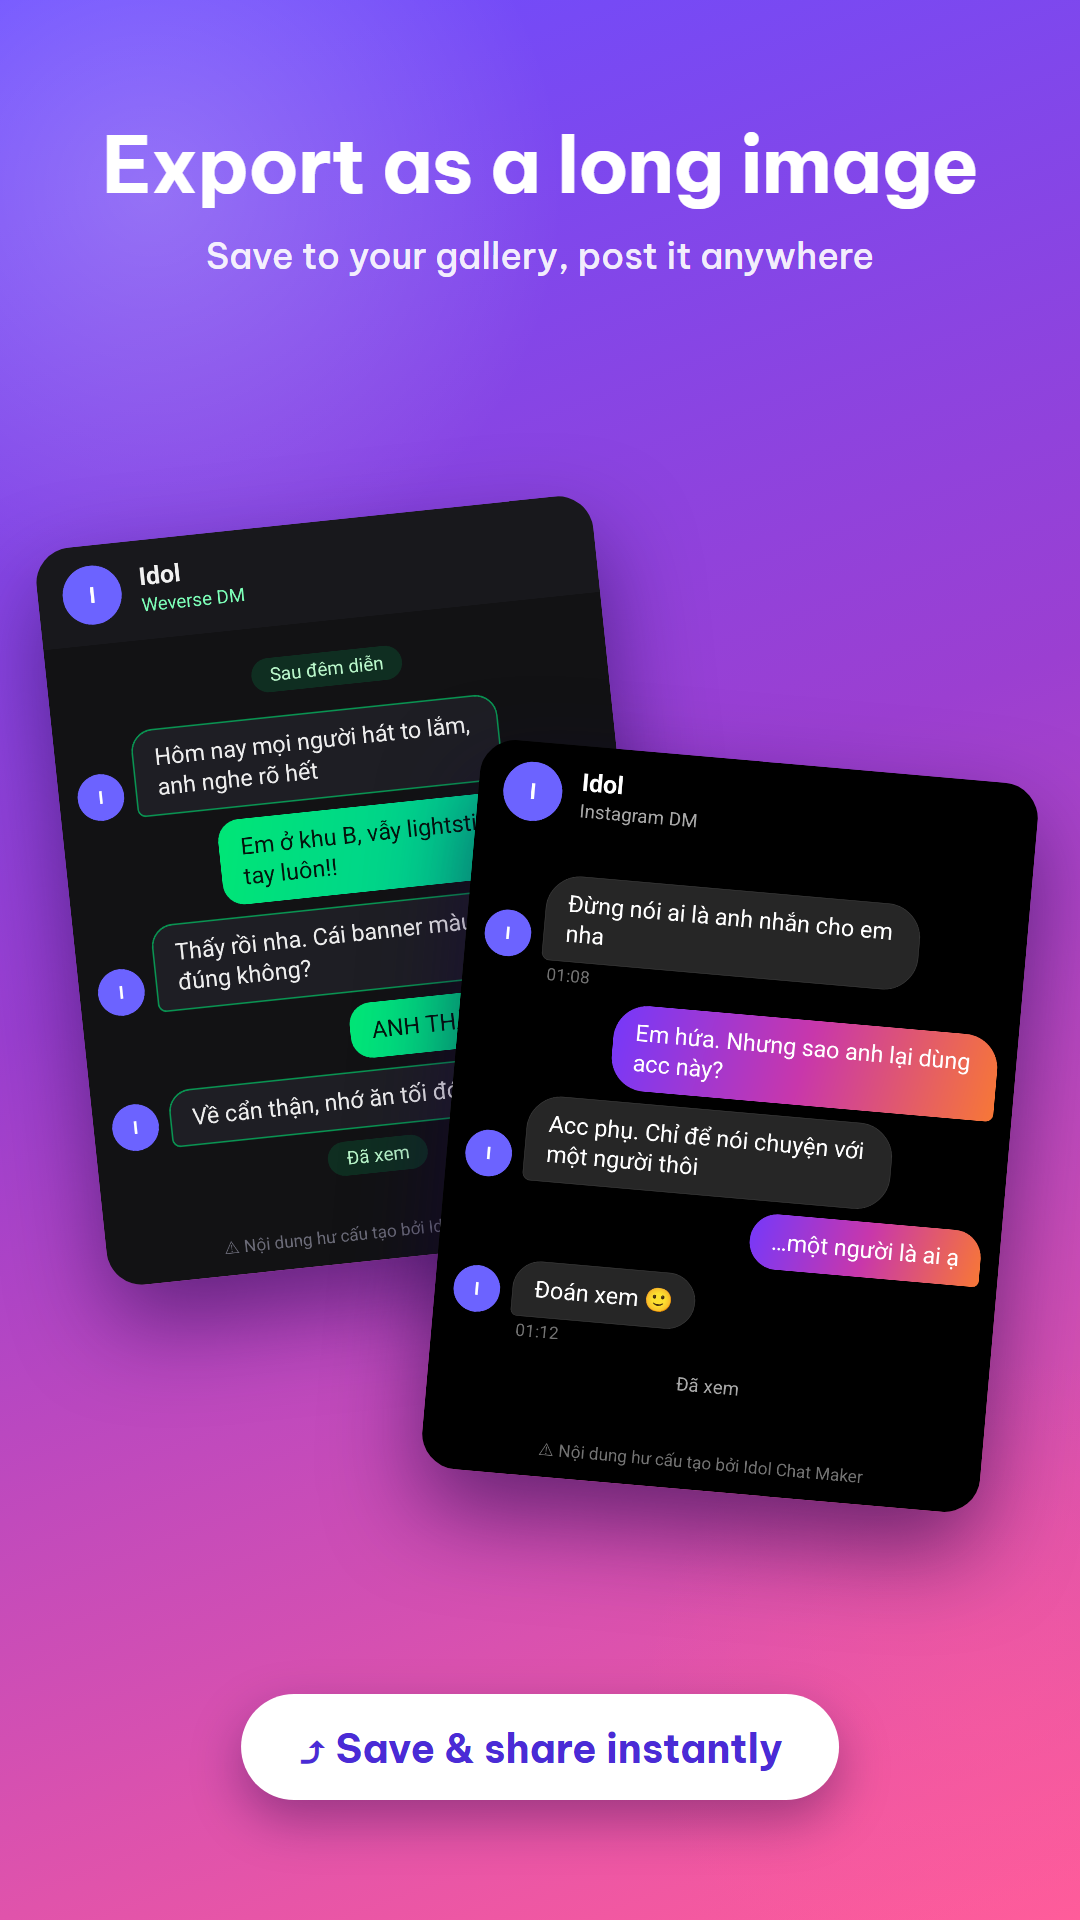 Export as a long image
Save to your gallery, post it anywhere
I
Idol
Weverse DM
Sau đêm diễn
Hôm nay mọi người hát to lắm,
anh nghe rõ hết
I
Em ở khu B, vẫy
tay luôn!!
Thấy rồi nha. Cái banner
đúng không?
I
ANH
Về cẩn thận, nhớ ăn tối
I
Đã xem
⚠ Nội dung hư cấu tạo bởi
I
Idol
Instagram DM
Đừng nói ai là anh nhắn cho em
nha
I
01:08
Em hứa. Nhưng sao anh lại dùng
acc này?
Acc phụ. Chỉ để nói chuyện với
một người thôi
I
...một người là ai ạ
Đoán xem 🙂
I
01:12
Đã xem
⚠ Nội dung hư cấu tạo bởi Idol Chat Maker
⤴ Save & share instantly